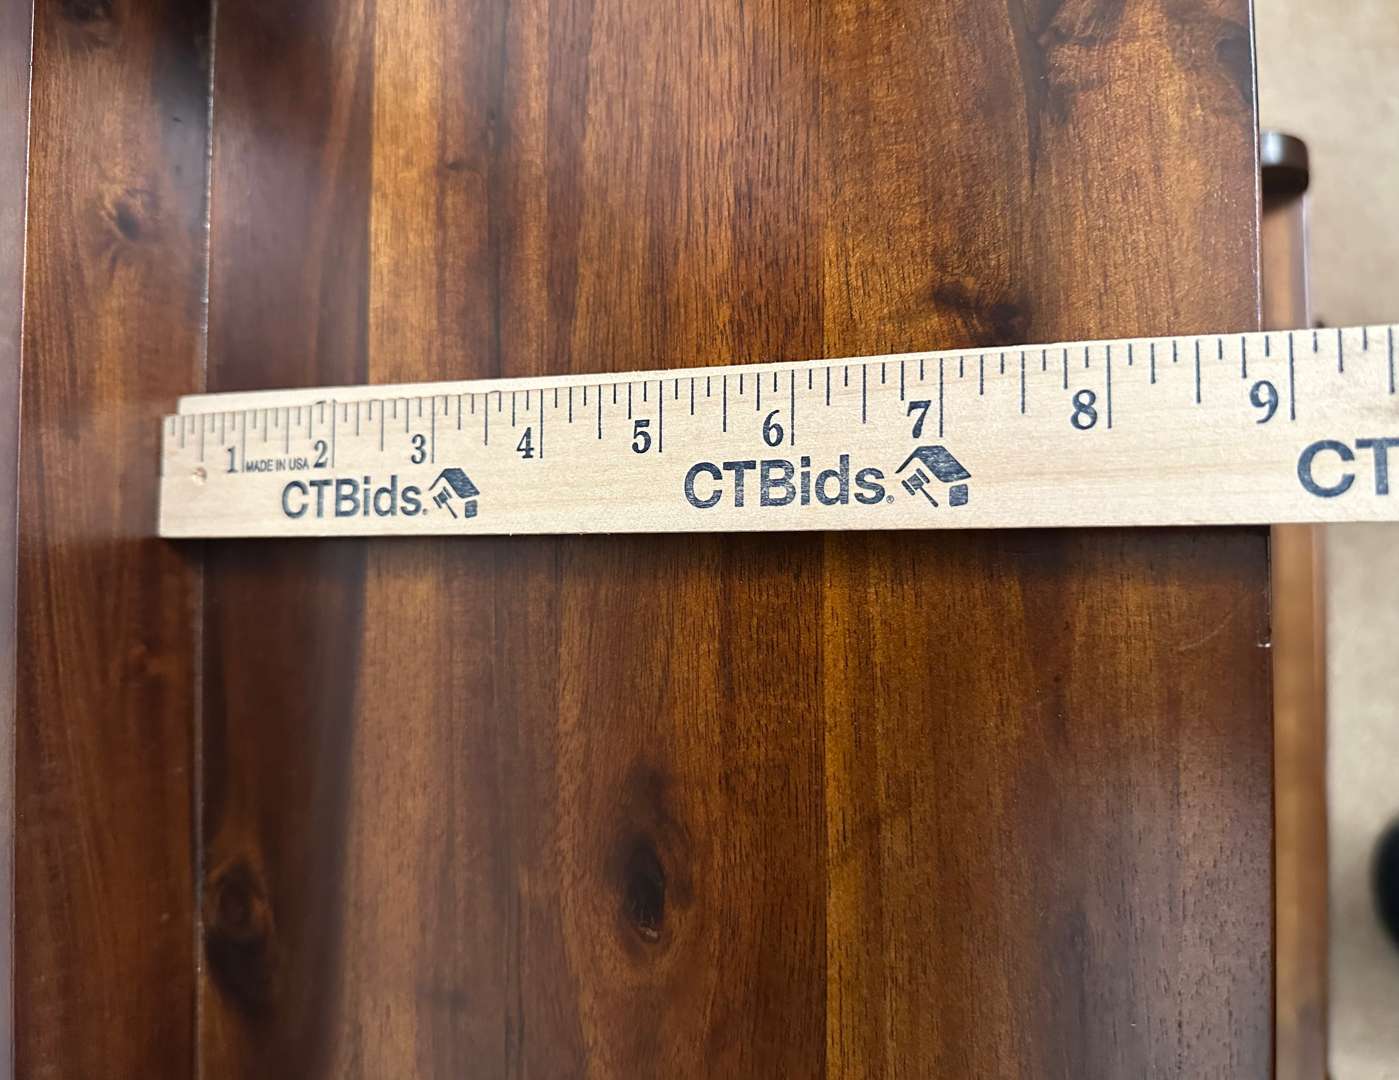 1 2 3 4 5 6 7 8 9
MADE IN USA
CTBids. CTBids.® CT